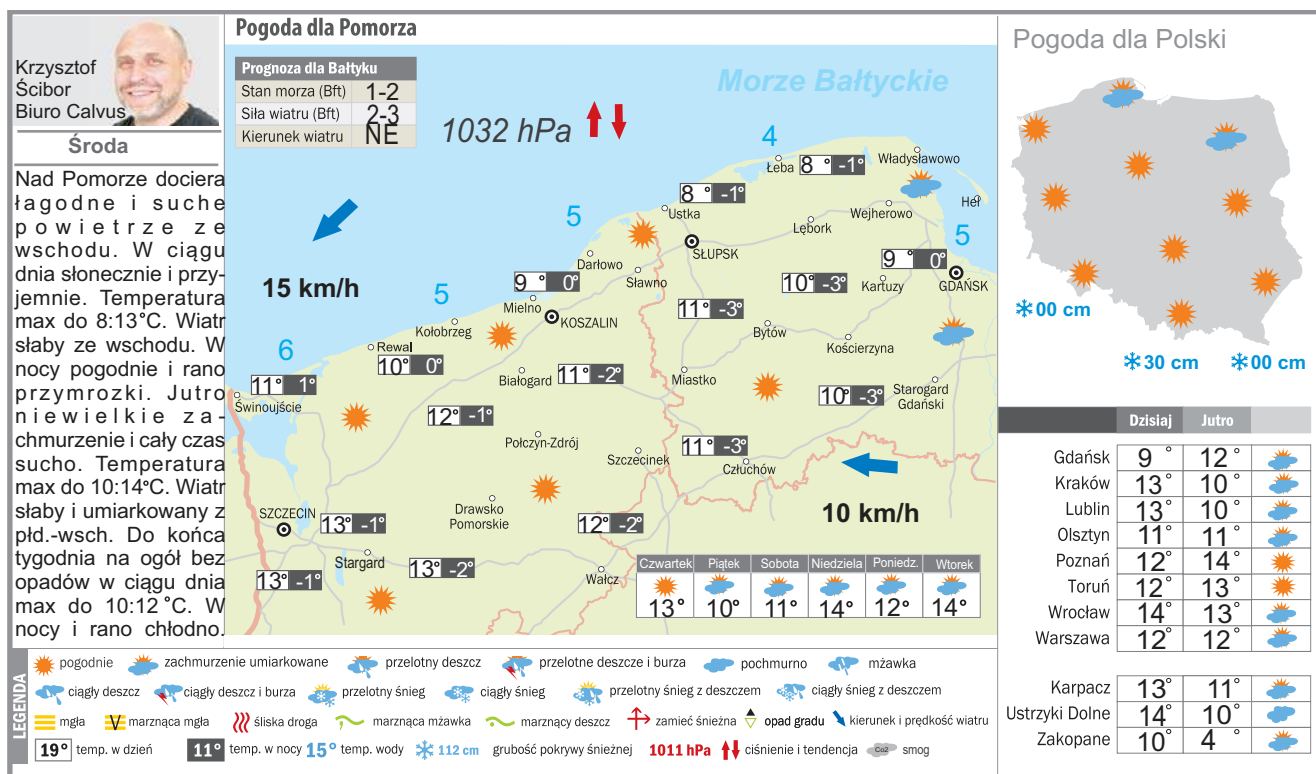 Krzysztof
Ścibor
Biuro Calvus
Środa
Nad Pomorze dociera
łagodne i suche
powietrze ze
wschodu. W ciągu
dnia słonecznie i przy-
jemnie. Temperatura
max do 8:13°C. Wiatr
słaby ze wschodu. W
nocy pogodnie i rano
przymrozki. Jutro
niewielkie za-
chmurzenie i cały czas
sucho. Temperatura
max do 10:14°C. Wiatr
słaby i umiarkowany z
płd.-wsch. Do końca
tygodnia na ogół bez
opadów w ciągu dnia
max do 10:12 °C. W
nocy i rano chłodno.
Pogoda dla Pomorza
Prognoza dla Bałtyku
Stan morza (Bft) 1-2
Siła wiatru (Bft) 2-3
Kierunek wiatru NE
Morze Bałtyckie
1032 hPa
4
Łeba 8 ° -1°
Władysławowo
Hel
8 ° -1°
Ustka
Wejherowo
Lębork
5
5
SŁUPSK
9 ° 0°
GDAŃSK
Darłowo
15 km/h
9 ° 0°
Sławno
10° -3°
Kartuzy
5
Mielno
KOSZALIN
11° -3°
Kołobrzeg
Bytów
Kościerzyna
6
Rewal
10° 0°
Białogard
11° -2°
Miastko
11° 1°
Świnoujście
Starogard
Gdański
10° -3°
12° -1°
Połczyn-Zdrój
Szczecinek
11° -3°
Człuchów
Drawsko
Pomorskie
SZCZECIN
13° -1°
12° -2°
10 km/h
Stargard
13° -2°
13° -1°
Wałcz
Czwartek Piątek Sobota Niedziela Poniedz. Wtorek
13° 10° 11° 14° 12° 14°
Pogoda dla Polski
00 cm
30 cm
00 cm
Dzisiaj Jutro
Gdańsk 9 ° 12 °
Kraków 13° 10 °
Lublin 13° 10 °
Olsztyn 11° 11 °
Poznań 12° 14 °
Toruń 12° 13 °
Wrocław 14° 13 °
Warszawa 12° 12 °
Karpacz 13° 11°
Ustrzyki Dolne 14° 10°
Zakopane 10° 4 °
LEGENDA
pogodnie zachmurzenie umiarkowane przelotny deszcz przelotne deszcze i burza pochmurno mżawka
ciągły deszcz ciągły deszcz i burza przelotny śnieg ciągły śnieg przelotny śnieg z deszczem ciągły śnieg z deszczem
mgła marznąca mgła śliska droga marznąca mżawka marznący deszcz zamieć śnieżna opad gradu kierunek i prędkość wiatru
19° temp. w dzień 11° temp. w nocy 15° temp. wody 112 cm grubość pokrywy śnieżnej 1011 hPa ciśnienie i tendencja Co2 smog